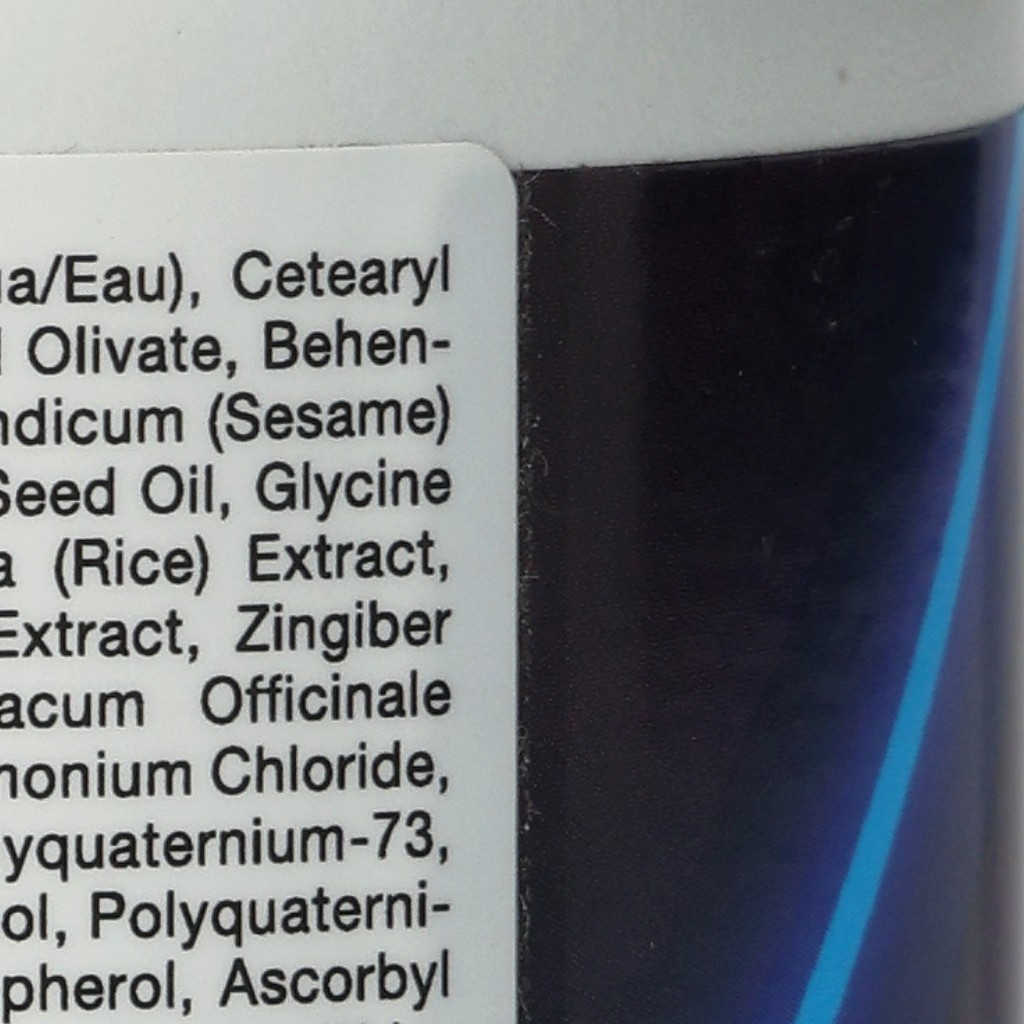 a/Eau), Cetearyl
Olivate, Behen-
ndicum (Sesame)
Seed Oil, Glycine
a (Rice) Extract,
Extract, Zingiber
acum Officinale
monium Chloride,
yquaternium-73,
ol, Polyquaterni-
pherol, Ascorbyl